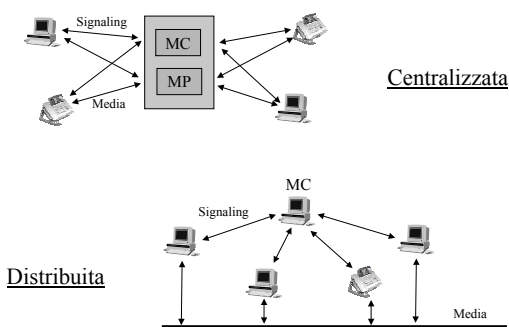 Signaling
MC
MP
Media
Centralizzata
MC
Signaling
Distribuita
Media